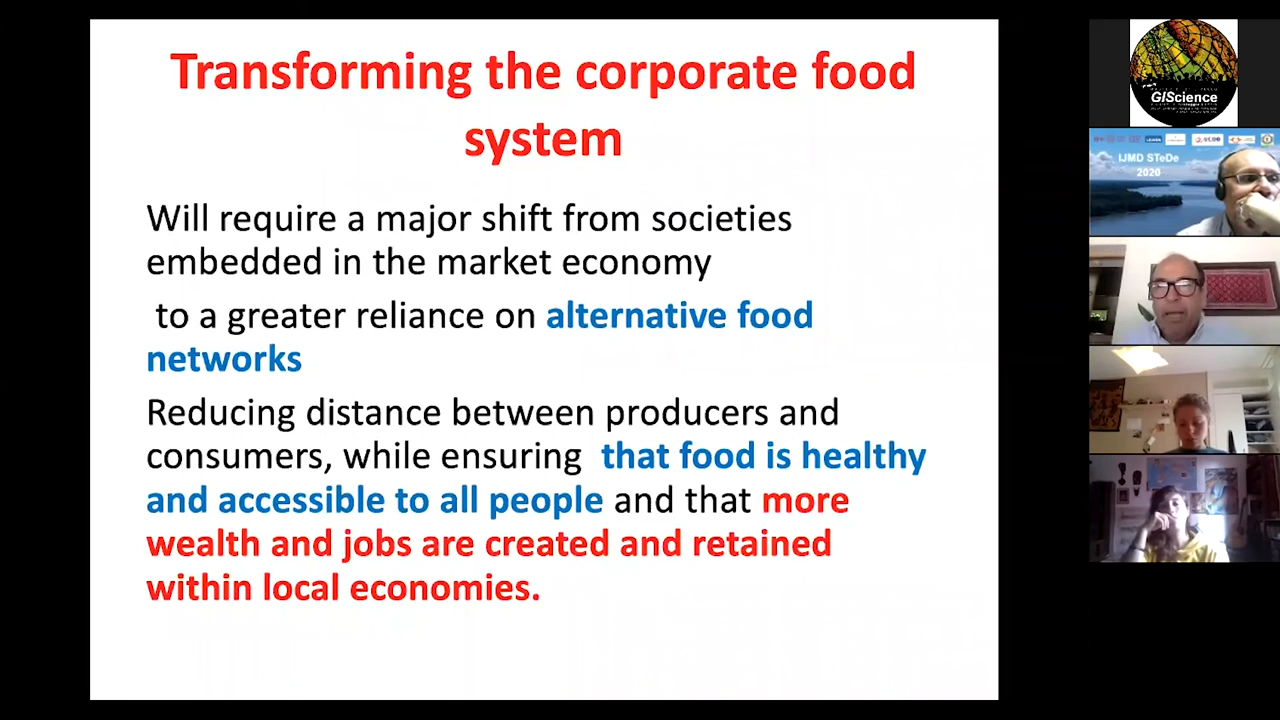 Transforming the corporate food
system
Will require a major shift from societies
embedded in the market economy
to a greater reliance on alternative food
networks
Reducing distance between producers and
consumers, while ensuring that food is healthy
and accessible to all people and that more
wealth and jobs are created and retained
within local economies.
GIScience
IJMD STeDe
2020